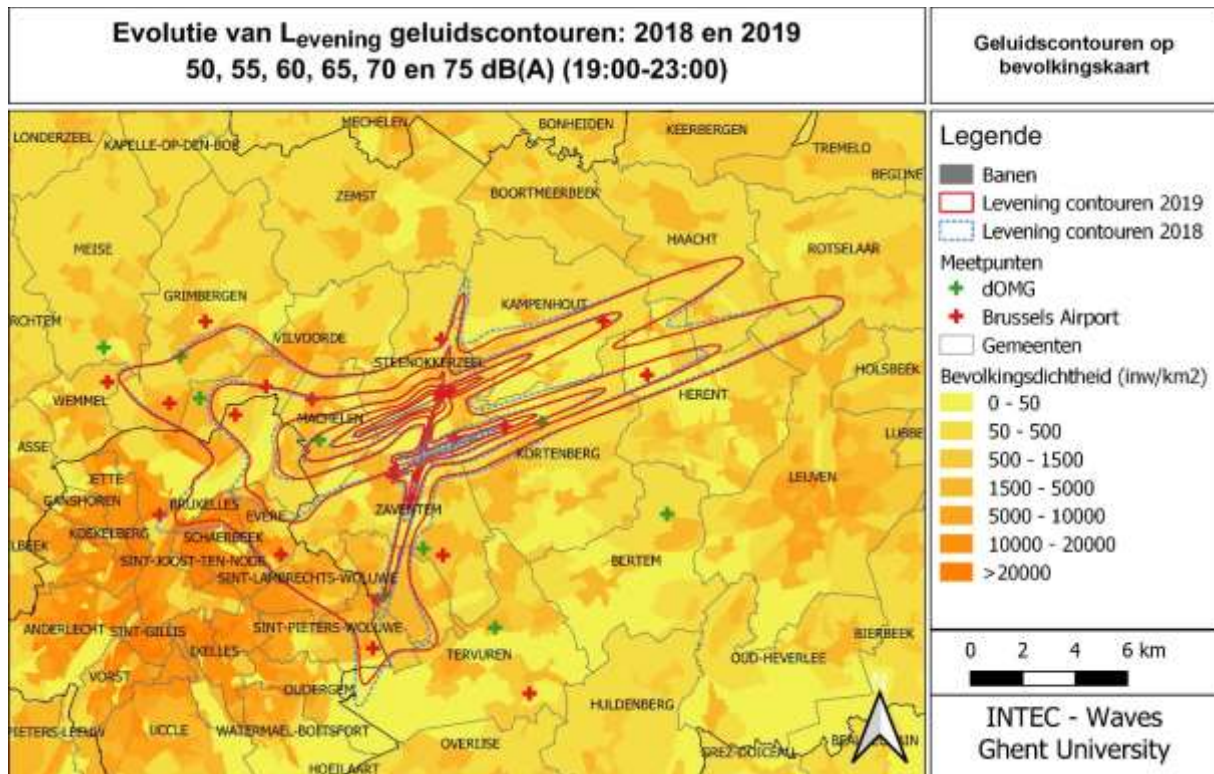 Evolutie van Levening geluidscontouren: 2018 en 2019
50, 55, 60, 65, 70 en 75 dB(A) (19:00-23:00)
Geluidscontouren op
bevolkingskaart
LONDERZEEL
KAPELLE-OP-DEN-BOS
MECHELEN
BONHEIDEN
KEERBERGEN
TREMELO
ZEMST
BOORTMEERBEEK
MEISE
HAACHT
ROTSELAAR
GRIMBERGEN
KAMPENHOUT
VILVOORDE
STEENOKKERZEEL
WEMMEL
HOLSBEEK
HERENT
MACHELEN
ASSE
LUBBE
KORTENBERG
JETTE
LEUVEN
GANSHOREN
BRUXELLES
EVERE
ZAVENTEM
KOEKELBERG
SCHAERBEEK
SINT-JOOST-TEN-NODE
BERTEM
SINT-LAMBRECHTS-WOLUWE
ANDERLECHT
SINT-GILLIS
SINT-PIETERS-WOLUWE
BIERBEEK
IXELLES
TERVUREN
OUD-HEVERLEE
VORST
OUDERGEM
HULDENBERG
PIETERS-LEEUW
UCCLE
WATERMAEL-BOITSFORT
OVERIJSE
GREZ-DOICEAU
HOEILAART
Legende
Banen
Levening contouren 2019
Levening contouren 2018
Meetpunten
dOMG
Brussels Airport
Gemeenten
Bevolkingsdichtheid (inw/km2)
0 - 50
50 - 500
500 - 1500
1500 - 5000
5000 - 10000
10000 - 20000
>20000
0 2 4 6 km
INTEC - Waves
Ghent University